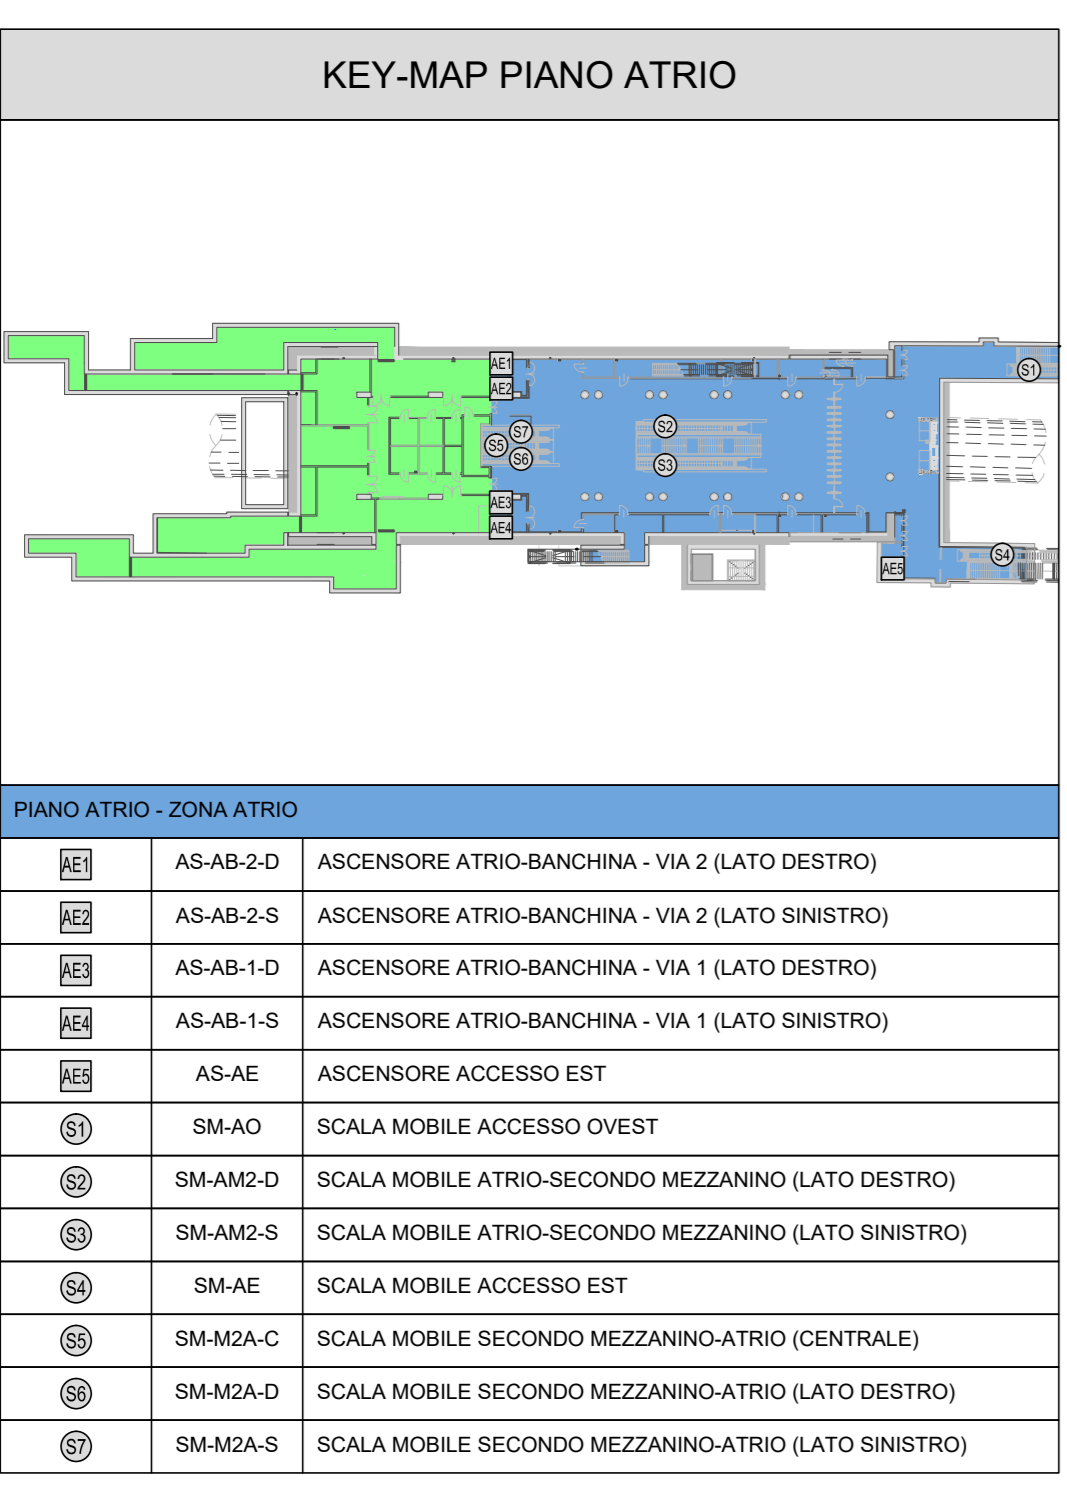 KEY-MAP PIANO ATRIO
AE1
S1
AE2
S2
S7
S5
S6
S3
AE3
AE4
S4
AE5
PIANO ATRIO - ZONA ATRIO
AE1 AS-AB-2-D ASCENSORE ATRIO-BANCHINA - VIA 2 (LATO DESTRO)
AE2 AS-AB-2-S ASCENSORE ATRIO-BANCHINA - VIA 2 (LATO SINISTRO)
AE3 AS-AB-1-D ASCENSORE ATRIO-BANCHINA - VIA 1 (LATO DESTRO)
AE4 AS-AB-1-S ASCENSORE ATRIO-BANCHINA - VIA 1 (LATO SINISTRO)
AE5 AS-AE ASCENSORE ACCESSO EST
S1 SM-AO SCALA MOBILE ACCESSO OVEST
S2 SM-AM2-D SCALA MOBILE ATRIO-SECONDO MEZZANINO (LATO DESTRO)
S3 SM-AM2-S SCALA MOBILE ATRIO-SECONDO MEZZANINO (LATO SINISTRO)
S4 SM-AE SCALA MOBILE ACCESSO EST
S5 SM-M2A-C SCALA MOBILE SECONDO MEZZANINO-ATRIO (CENTRALE)
S6 SM-M2A-D SCALA MOBILE SECONDO MEZZANINO-ATRIO (LATO DESTRO)
S7 SM-M2A-S SCALA MOBILE SECONDO MEZZANINO-ATRIO (LATO SINISTRO)